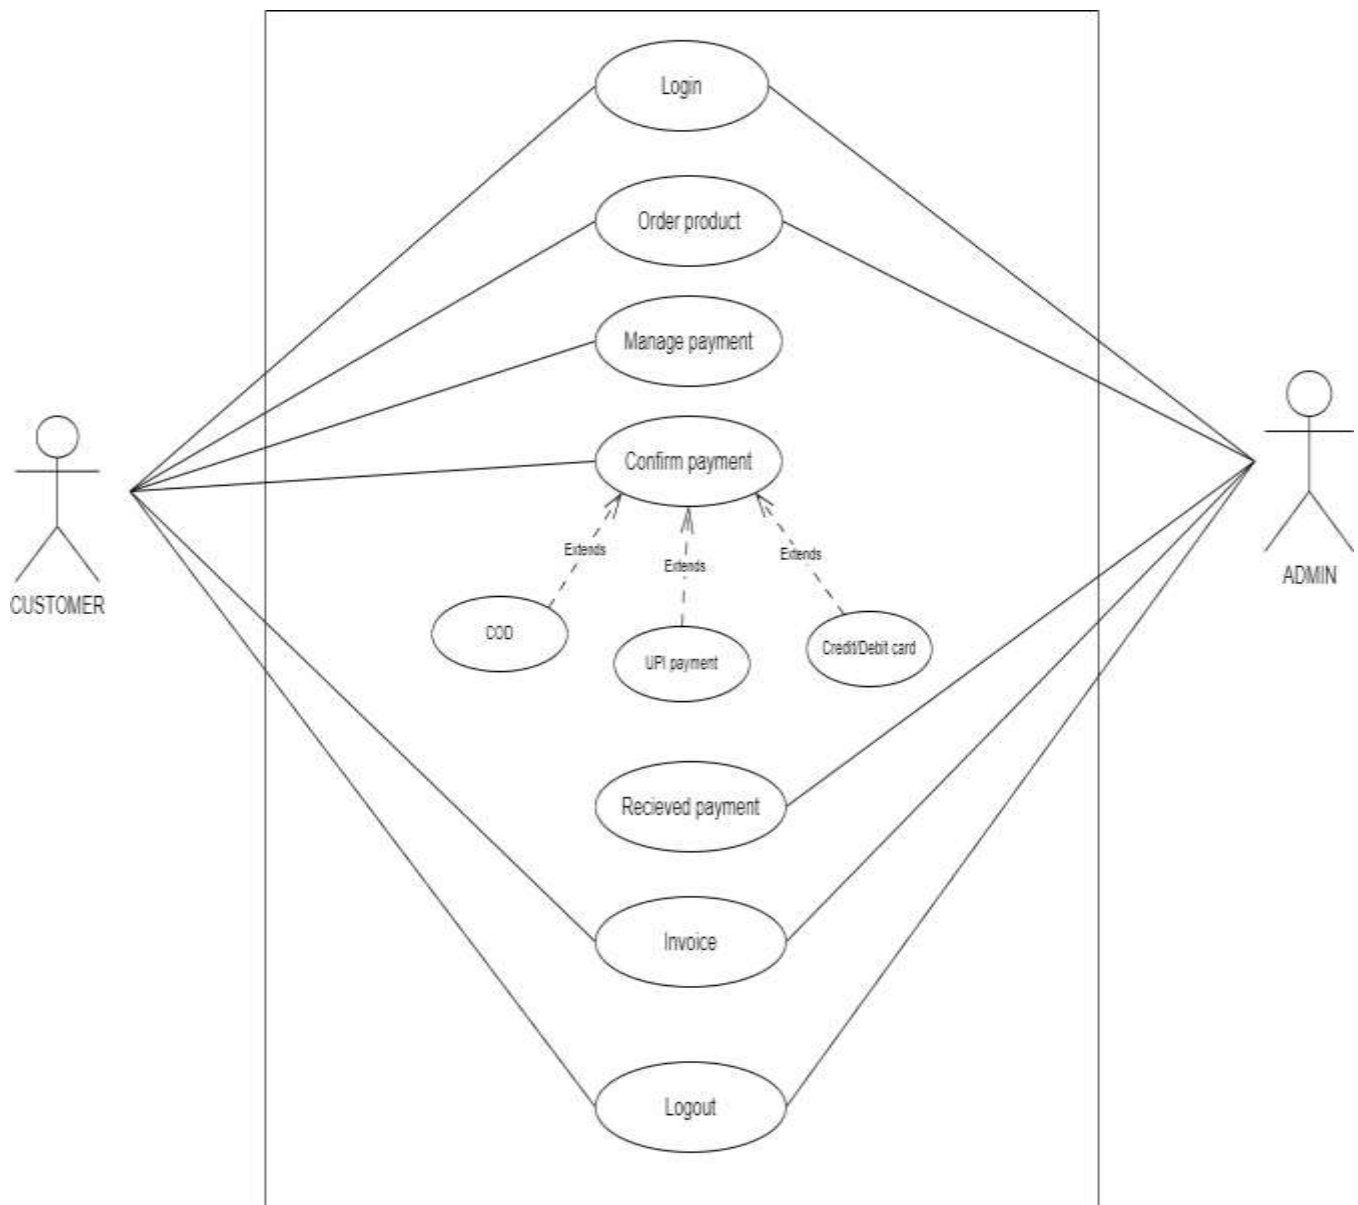 Login
Order product
Manage payment
Confirm payment
Extends
Extends
Extends
CUSTOMER
ADMIN
COD
UPI payment
Credit/Debit card
Recieved payment
Invoice
Logout